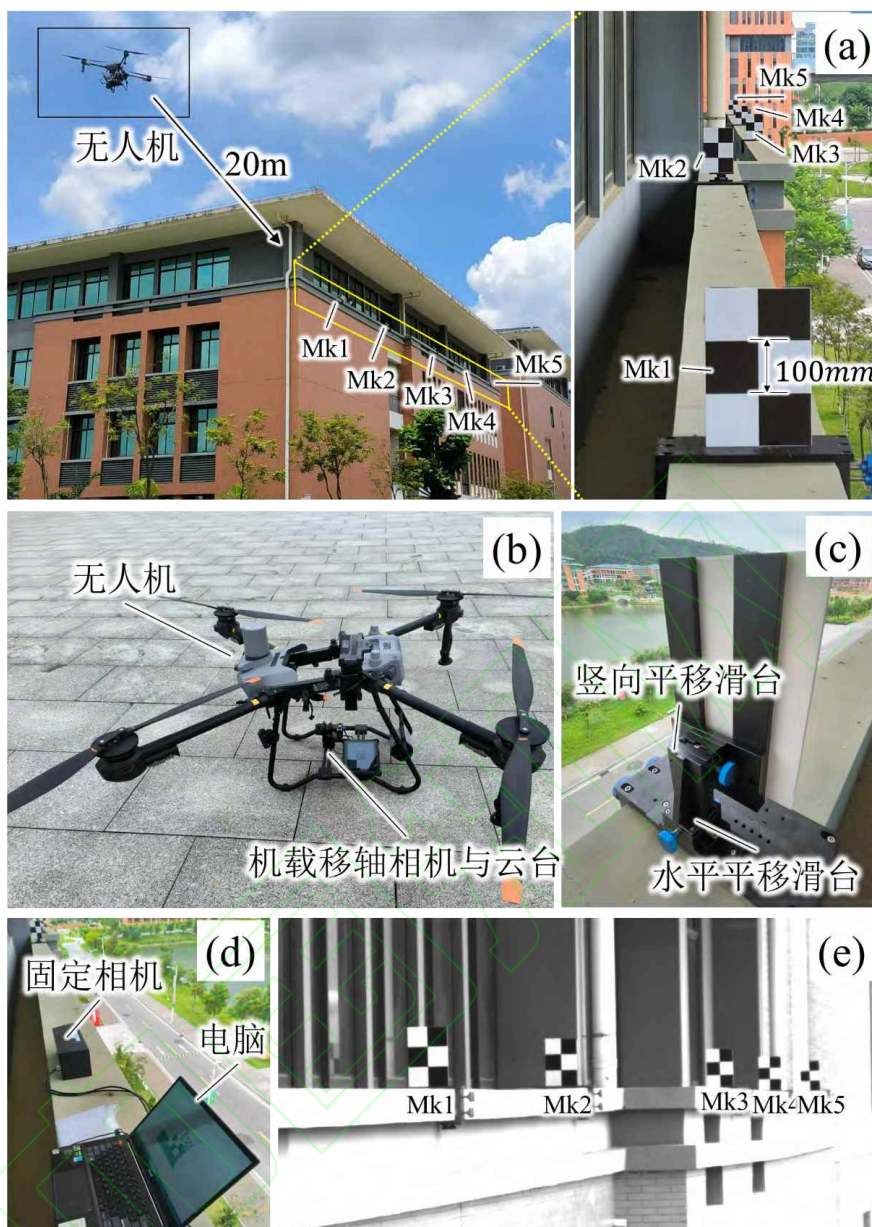 (a)
无人机
20m
Mk1
Mk2
Mk3
Mk4
Mk5
Mk5
Mk4
Mk3
Mk2
Mk1
100mm
(b)
无人机
机载移轴相机与云台
(c)
竖向平移滑台
水平平移滑台
(d)
固定相机
电脑
(e)
Mk1
Mk2
Mk3
Mk4
Mk5